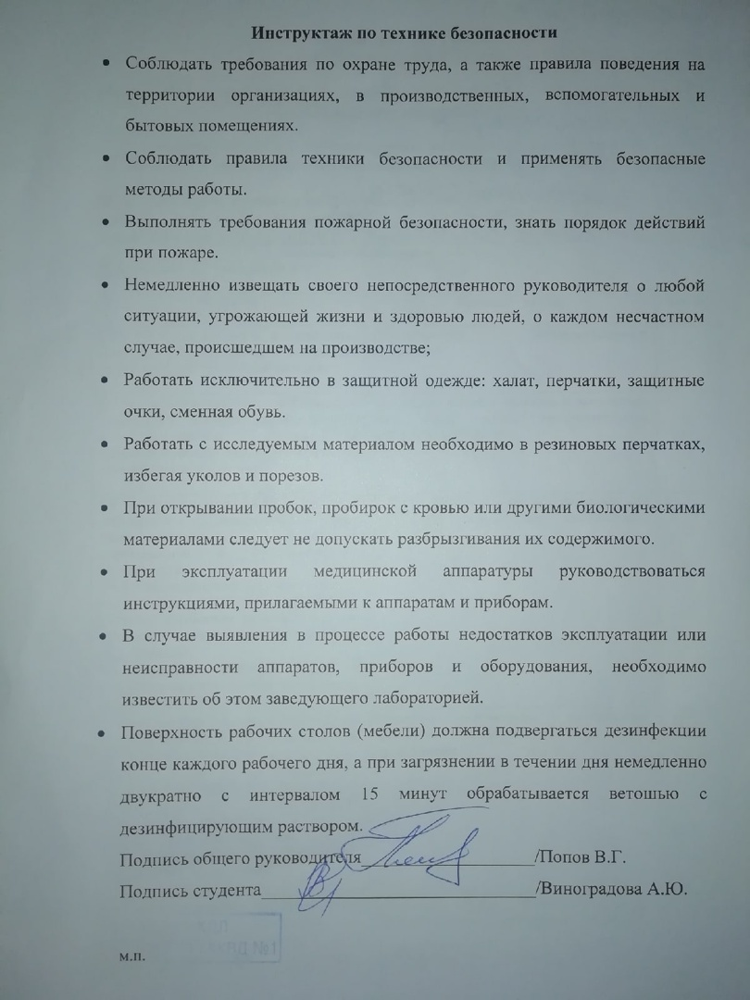 Инструктаж по технике безопасности
• Соблюдать требования по охране труда, а также правила поведения на
территории организациях, в производственных, вспомогательных и
бытовых помещениях.
• Соблюдать правила техники безопасности и применять безопасные
методы работы.
• Выполнять требования пожарной безопасности, знать порядок действий
при пожаре.
• Немедленно извещать своего непосредственного руководителя о любой
ситуации, угрожающей жизни и здоровью людей, о каждом несчастном
случае, происшедшем на производстве;
• Работать исключительно в защитной одежде: халат, перчатки, защитные
очки, сменная обувь.
• Работать с исследуемым материалом необходимо в резиновых перчатках,
избегая уколов и порезов.
• При открывании пробок, пробирок с кровью или другими биологическими
материалами следует не допускать разбрызгивания их содержимого.
• При эксплуатации медицинской аппаратуры руководствоваться
инструкциями, прилагаемыми к аппаратам и приборам.
• В случае выявления в процессе работы недостатков эксплуатации или
неисправности аппаратов, приборов и оборудования, необходимо
известить об этом заведующего лабораторией.
• Поверхность рабочих столов (мебели) должна подвергаться дезинфекции
конце каждого рабочего дня, а при загрязнении в течении дня немедленно
двукратно с интервалом 15 минут обрабатывается ветошью с
дезинфицирующим раствором.
Подпись общего руководителя____________________/Попов В.Г.
Подпись студента________________________________/Виноградова А.Ю.
м.п.